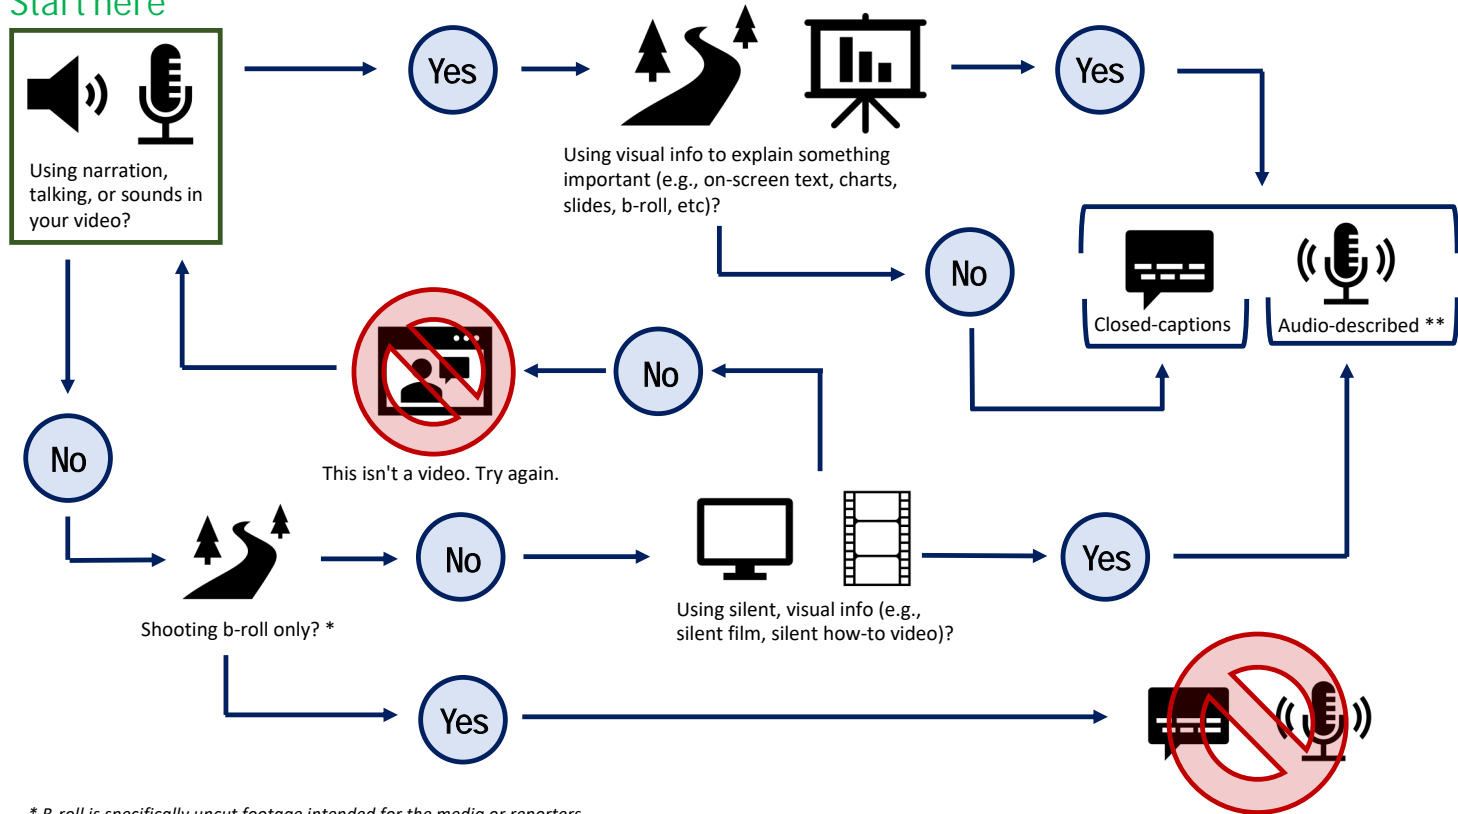 Start here
Yes
Yes
Using narration,
talking, or sounds in
your video?
Using visual info to explain something
important (e.g., on-screen text, charts,
slides, b-roll, etc)?
No
Closed-captions
Audio-described **
No
No
This isn't a video. Try again.
No
Yes
Shooting b-roll only? *
Using silent, visual info (e.g.,
silent film, silent how-to video)?
Yes
* B-roll is specifically uncut footage intended for the media or reporters